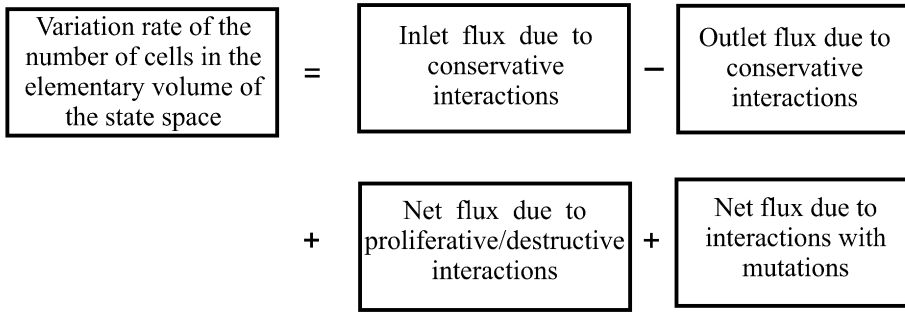 Variation rate of the
number of cells in the
elementary volume of
the state space
=
Inlet flux due to
conservative
interactions
−
Outlet flux due to
conservative
interactions
+
Net flux due to
proliferative/destructive
interactions
+
Net flux due to
interactions with
mutations